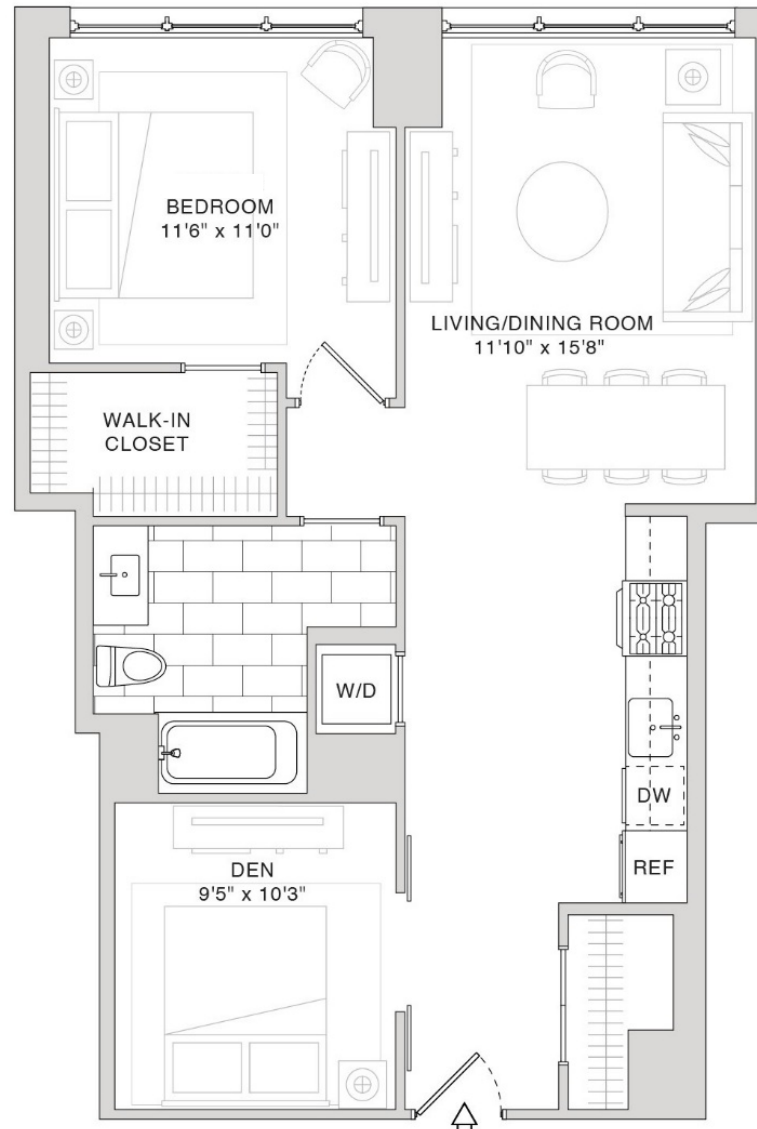 BEDROOM
11'6" x 11'0"
LIVING/DINING ROOM
11'10" x 15'8"
WALK-IN
CLOSET
W/D
DW
REF
DEN
9'5" x 10'3"